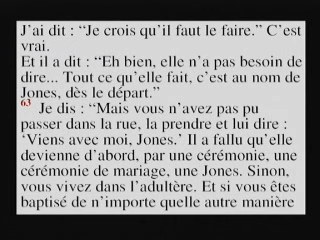 J'ai dit : “Je crois qu'il faut le faire.” C'est
vrai.
Et il a dit : “Eh bien, elle n'a pas besoin de
dire... Tout ce qu'elle fait, c'est au nom de
Jones, dès le départ.”
63 Je dis : “Mais vous n'avez pas pu
passer dans la rue, la prendre et lui dire :
‘Viens avec moi, Jones.’ Il a fallu qu'elle
devienne d'abord, par une cérémonie, une
cérémonie de mariage, une Jones. Sinon,
vous vivez dans l'adultère. Et si vous êtes
baptisé de n'importe quelle autre manière